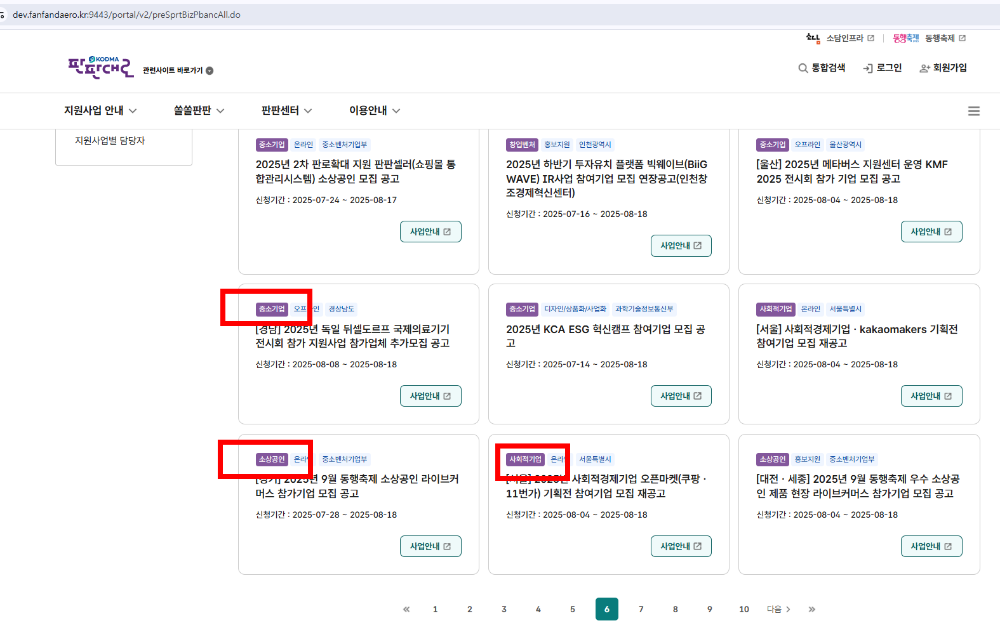 dev.fanfandaero.kr:9443/portal/v2/preSprtBizPbancAll.do
소담 소담인프라 | 동행축제 동행축제
KODMA
판판대로 관련사이트 바로가기
통합검색 로그인 회원가입
지원사업 안내 쏠쏠판판 판판센터 이용안내
지원사업별 담당자
중소기업 온라인 중소벤처기업부
2025년 2차 판로확대 지원 판판셀러(쇼핑몰 통
합관리시스템) 소상공인 모집 공고
신청기간 : 2025-07-24 ~ 2025-08-17
사업안내
창업벤처 홍보지원 인천광역시
2025년 하반기 투자유치 플랫폼 빅웨이브(BiiG
WAVE) IR사업 참여기업 모집 연장공고(인천창
조경제혁신센터)
신청기간 : 2025-07-16 ~ 2025-08-18
사업안내
중소기업 오프라인 울산광역시
[울산] 2025년 메타버스 지원센터 운영 KMF
2025 전시회 참가 기업 모집 공고
신청기간 : 2025-08-04 ~ 2025-08-18
사업안내
중소기업 오프라인 경상남도
[경남] 2025년 독일 뒤셀도르프 국제의료기기
전시회 참가 지원사업 참가업체 추가모집 공고
신청기간 : 2025-08-08 ~ 2025-08-18
사업안내
중소기업 디자인/상품화/사업화 과학기술정보통신부
2025년 KCA ESG 혁신캠프 참여기업 모집 공
고
신청기간 : 2025-07-14 ~ 2025-08-18
사업안내
사회적기업 온라인 서울특별시
[서울] 사회적경제기업 · kakaomakers 기획전
참여기업 모집 재공고
신청기간 : 2025-08-04 ~ 2025-08-18
사업안내
소상공인 온라인 중소벤처기업부
[경기] 2025년 9월 동행축제 소상공인 라이브커
머스 참가기업 모집 공고
신청기간 : 2025-07-28 ~ 2025-08-18
사업안내
사회적기업 온라인 서울특별시
[서울] 2025년 사회적경제기업 오픈마켓(쿠팡 ·
11번가) 기획전 참여기업 모집 재공고
신청기간 : 2025-08-04 ~ 2025-08-18
사업안내
소상공인 홍보지원 중소벤처기업부
[대전 · 세종] 2025년 9월 동행축제 우수 소상공
인 제품 현장 라이브커머스 참가기업 모집 공고
신청기간 : 2025-08-04 ~ 2025-08-18
사업안내
« 1 2 3 4 5 6 7 8 9 10 다음 > »